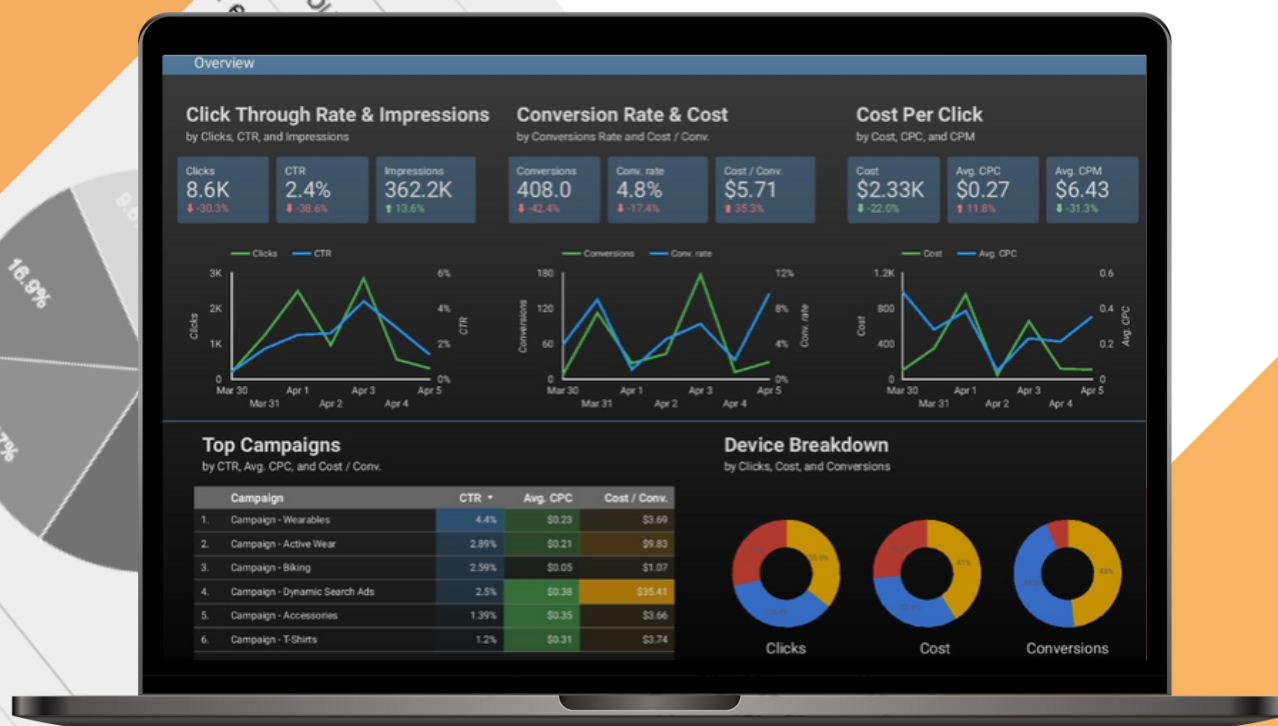 Overview
Click Through Rate & Impressions
by Clicks, CTR, and Impressions
Conversion Rate & Cost
by Conversions Rate and Cost / Conv.
Cost Per Click
by Cost, CPC, and CPM
Clicks
8.6K
-30.3%
CTR
2.4%
-38.6%
Impressions
362.2K
13.6%
Conversions
408.0
-42.4%
Conv. rate
4.8%
-17.4%
Cost / Conv.
$5.71
35.3%
Cost
$2.33K
-22.0%
Avg. CPC
$0.27
11.8%
Avg. CPM
$6.43
-31.3%
Clicks CTR
3K
2K
1K
0
Clicks
6%
4%
2%
0%
CTR
Mar 30 Apr 1 Apr 3 Apr 5
Mar 31 Apr 2 Apr 4
Conversions Conv. rate
180
120
60
0
Conversions
12%
8%
4%
0%
Conv. rate
Mar 30 Apr 1 Apr 3 Apr 5
Mar 31 Apr 2 Apr 4
Cost Avg. CPC
1.2K
800
400
0
Cost
0.6
0.4
0.2
0
Avg. CPC
Mar 30 Apr 1 Apr 3 Apr 5
Mar 31 Apr 2 Apr 4
16.9%
Top Campaigns
by CTR, Avg. CPC, and Cost / Conv.
Campaign CTR Avg. CPC Cost / Conv.
1. Campaign - Wearables 4.4% $0.23 $3.69
2. Campaign - Active Wear 2.89% $0.21 $9.83
3. Campaign - Biking 2.59% $0.05 $1.07
4. Campaign - Dynamic Search Ads 2.5% $0.38 $35.41
5. Campaign - Accessories 1.39% $0.35 $3.66
6. Campaign - T-Shirts 1.2% $0.31 $3.74
Device Breakdown
by Clicks, Cost, and Conversions
41%
48%
Clicks
Cost
Conversions